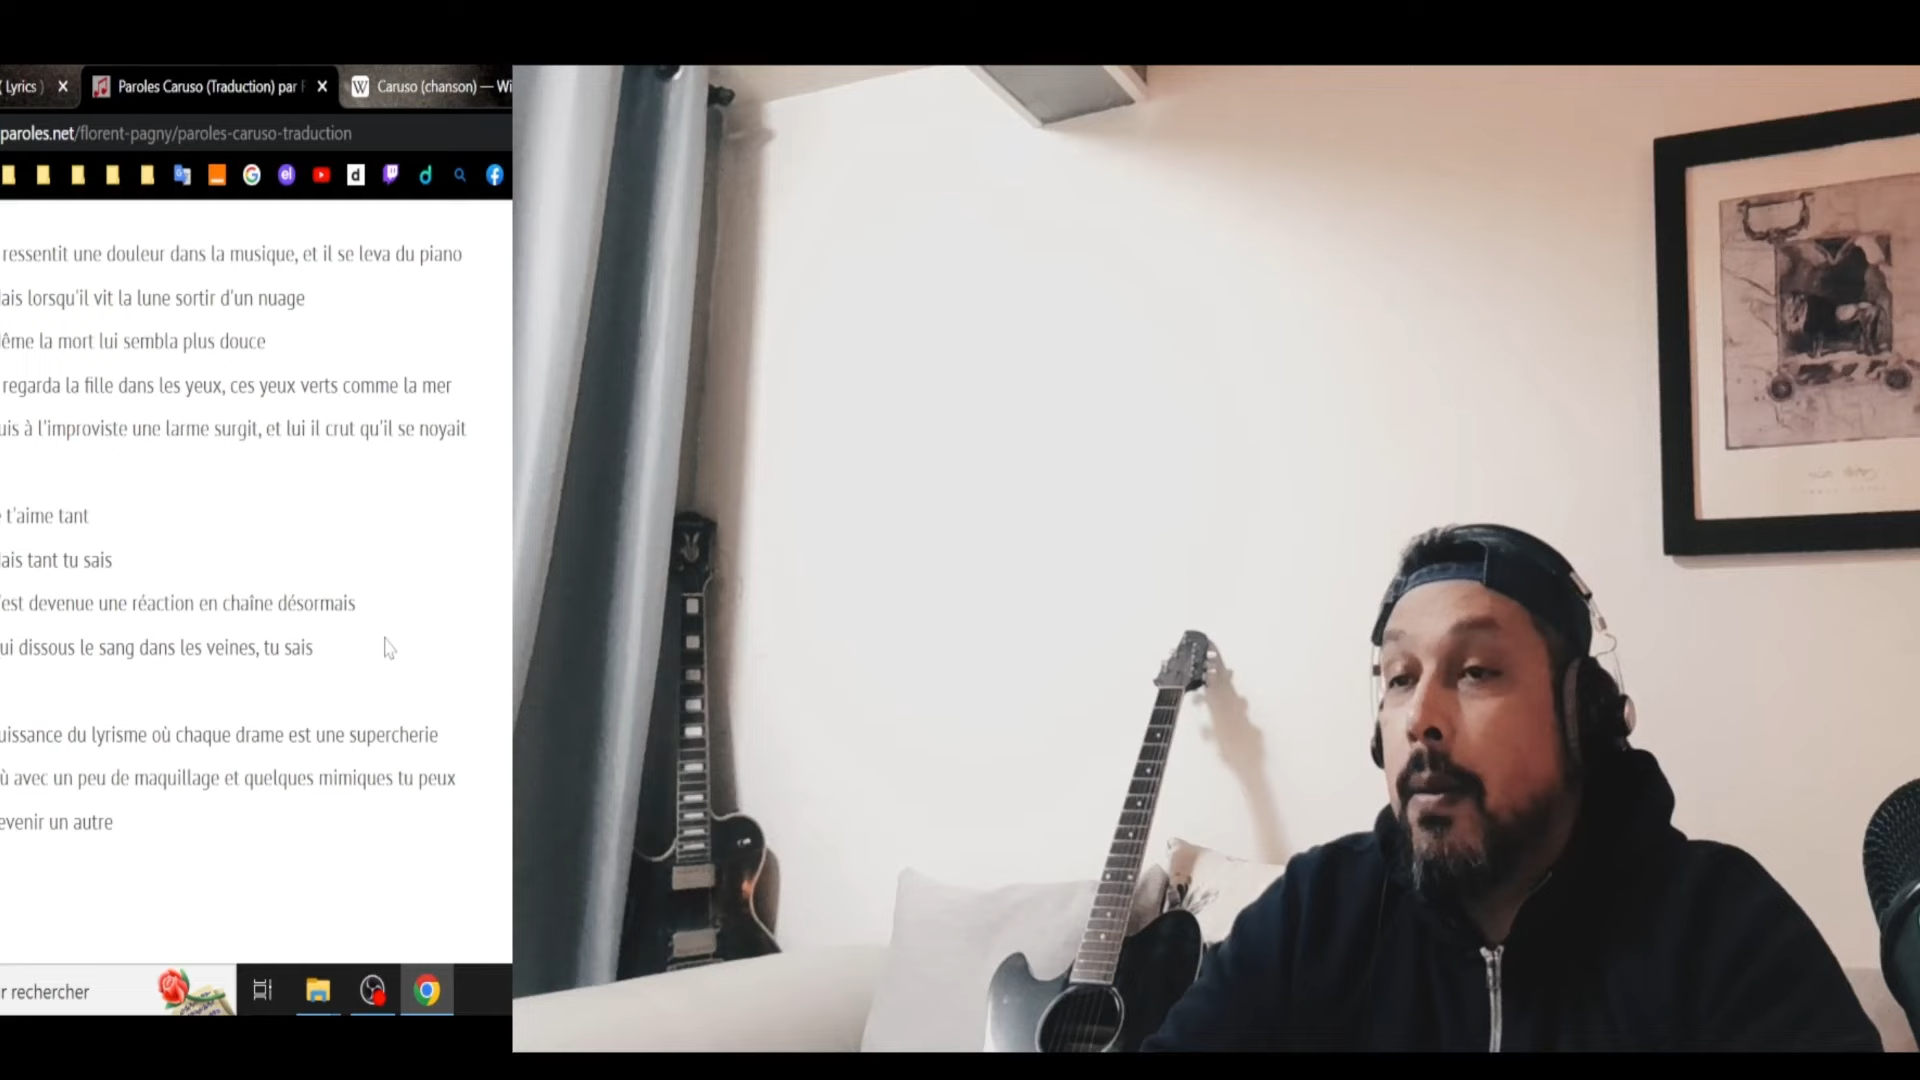 Lyrics )
Paroles Caruso (Traduction) par F
Caruso (chanson) — Wi
paroles.net/florent-pagny/paroles-caruso-traduction
ressentit une douleur dans la musique, et il se leva du piano
ais lorsqu'il vit la lune sortir d'un nuage
ême la mort lui sembla plus douce
regarda la fille dans les yeux, ces yeux verts comme la mer
uis à l'improviste une larme surgit, et lui il crut qu'il se noyait
t'aime tant
ais tant tu sais
'est devenue une réaction en chaîne désormais
ui dissous le sang dans les veines, tu sais
uissance du lyrisme où chaque drame est une supercherie
ù avec un peu de maquillage et quelques mimiques tu peux
evenir un autre
r rechercher